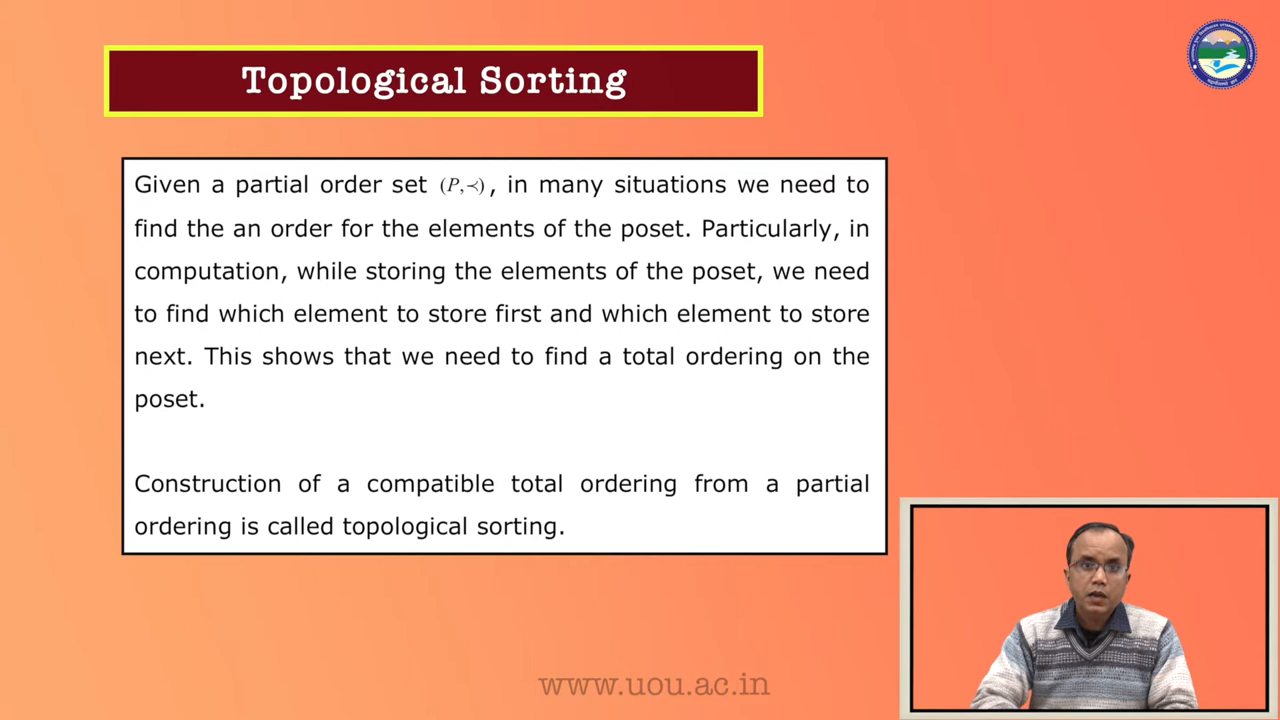 Topological Sorting
Given a partial order set (P,≺), in many situations we need to
find the an order for the elements of the poset. Particularly, in
computation, while storing the elements of the poset, we need
to find which element to store first and which element to store
next. This shows that we need to find a total ordering on the
poset.
Construction of a compatible total ordering from a partial
ordering is called topological sorting.
www.uou.ac.in